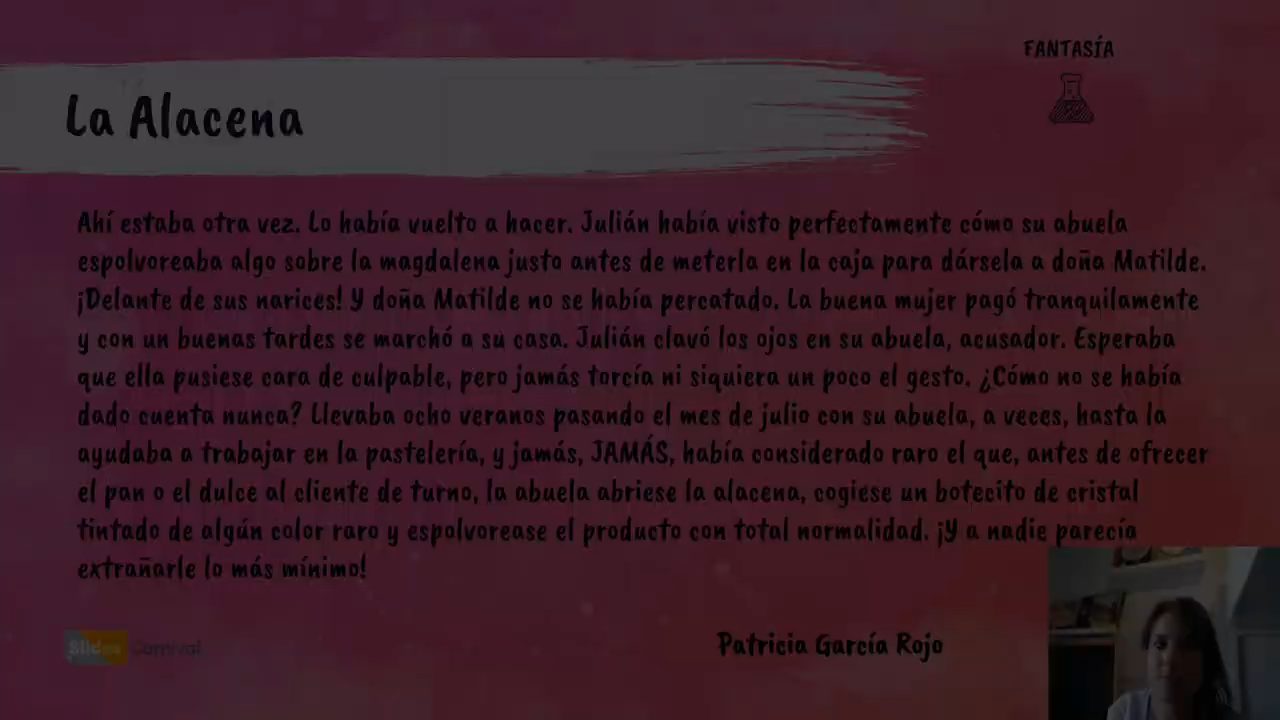 FANTASÍA
La Alacena
Ahí estaba otra vez. Lo había vuelto a hacer. Julián había visto perfectamente cómo su abuela
espolvoreaba algo sobre la magdalena justo antes de meterla en la caja para dársela a doña Matilde.
¡Delante de sus narices! Y doña Matilde no se había percatado. La buena mujer pagó tranquilamente
y con un buenas tardes se marchó a su casa. Julián clavó los ojos en su abuela, acusador. Esperaba
que ella pusiese cara de culpable, pero jamás torcía ni siquiera un poco el gesto. ¿Cómo no se había
dado cuenta nunca? Llevaba ocho veranos pasando el mes de julio con su abuela, a veces, hasta la
ayudaba a trabajar en la pastelería, y jamás, JAMÁS, había considerado raro el que, antes de ofrecer
el pan o el dulce al cliente de turno, la abuela abriese la alacena, cogiese un botecito de cristal
tintado de algún color raro y espolvorease el producto con total normalidad. ¡Y a nadie parecía
extrañarle lo más mínimo!
Slides Carnival
Patricia García Rojo